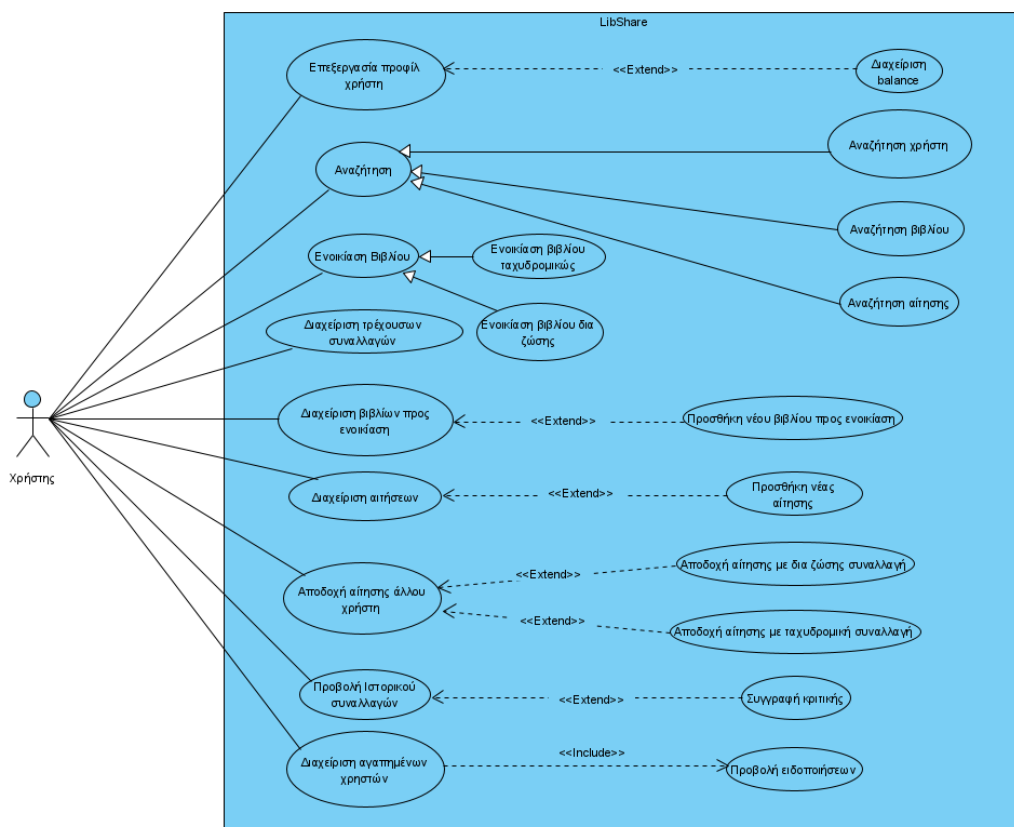 LibShare
Επεξεργασία προφίλ
χρήστη
<<Extend>>
Διαχείριση
balance
Αναζήτηση χρήστη
Αναζήτηση
Αναζήτηση βιβλίου
Ενοικίαση Βιβλίου
Ενοικίαση βιβλίου
ταχυδρομικώς
Αναζήτηση αίτησης
Διαχείριση τρέχουσων
συναλλαγών
Ενοικίαση βιβλίου δια
ζώσης
Χρήστης
Διαχείριση βιβλίων προς
ενοικίαση
<<Extend>>
Προσθήκη νέου βιβλίου προς ενοικίαση
Διαχείριση αιτήσεων
<<Extend>>
Προσθήκη νέας
αίτησης
Αποδοχή αίτησης άλλου
χρήστη
<<Extend>>
Αποδοχή αίτησης με δια ζώσης συναλλαγή
<<Extend>>
Αποδοχή αίτησης με ταχυδρομική συναλλαγή
Προβολή Ιστορικού
συναλλαγών
<<Extend>>
Συγγραφή κριτικής
Διαχείριση αγαπημένων
χρηστών
<<Include>>
Προβολή ειδοποιήσεων